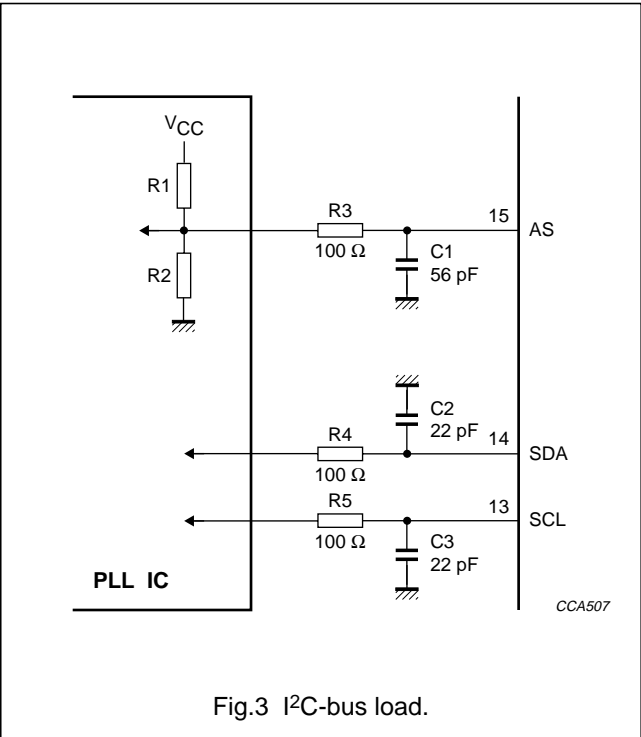 VCC
R1
R2
R3
100 Ω
C1
56 pF
15
AS
C2
22 pF
R4
100 Ω
14
SDA
R5
100 Ω
13
SCL
C3
22 pF
PLL IC
CCA507
Fig.3 I²C-bus load.